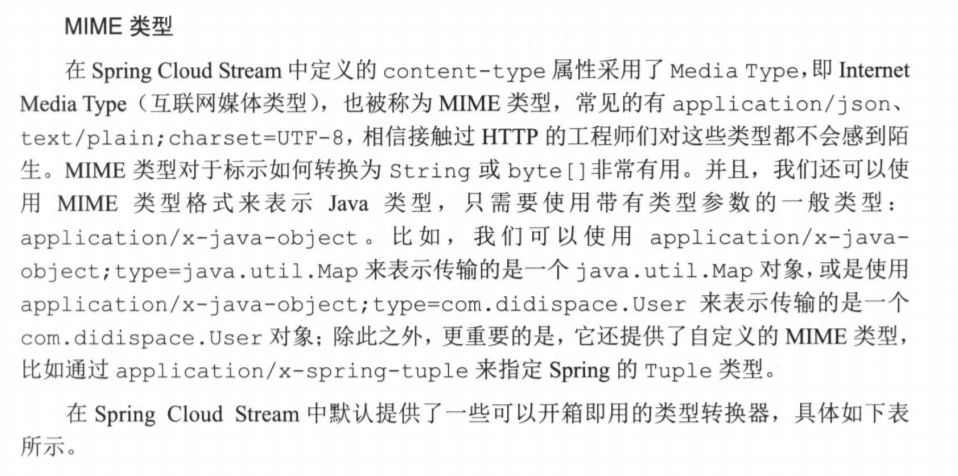 MIME 类型
在 Spring Cloud Stream 中定义的 content-type 属性采用了 Media Type,即 Internet
Media Type（互联网媒体类型），也被称为 MIME 类型，常见的有 application/json、
text/plain;charset=UTF-8，相信接触过 HTTP 的工程师们对这些类型都不会感到陌
生。MIME 类型对于标示如何转换为 String 或 byte[]非常有用。并且，我们还可以使
用 MIME 类型格式来表示 Java 类型，只需要使用带有类型参数的一般类型：
application/x-java-object。比如，我们可以使用 application/x-java-
object;type=java.util.Map 来表示传输的是一个 java.util.Map 对象，或是使用
application/x-java-object;type=com.didispace.User 来表示传输的是一个
com.didispace.User 对象；除此之外，更重要的是，它还提供了自定义的 MIME 类型，
比如通过 application/x-spring-tuple 来指定 Spring 的 Tuple 类型。
在 Spring Cloud Stream 中默认提供了一些可以开箱即用的类型转换器，具体如下表
所示。